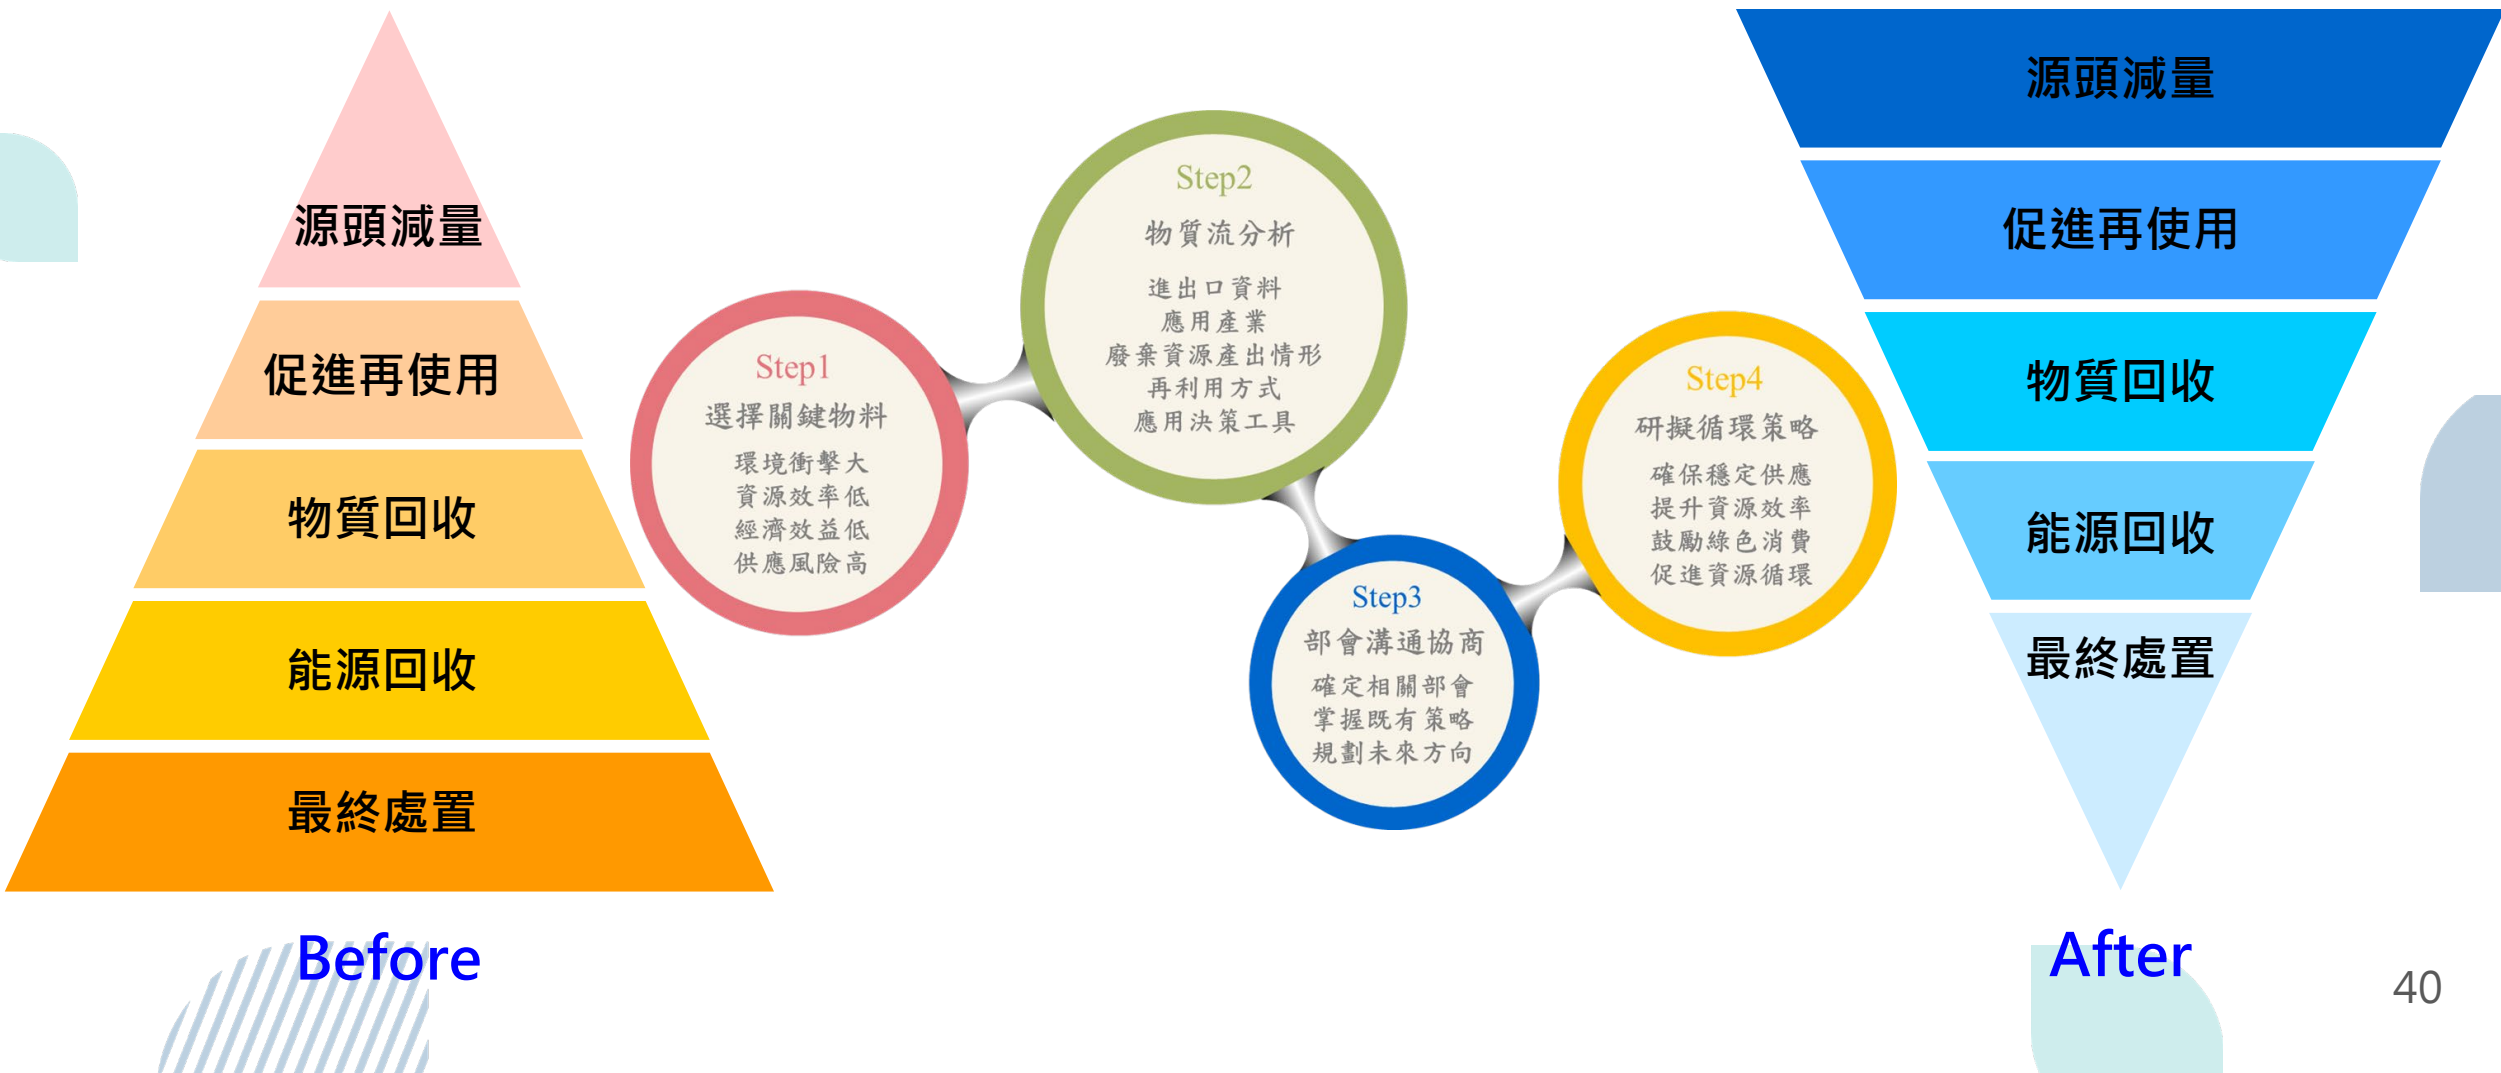 源頭減量
促進再使用
物質回收
能源回收
最終處置
Before
Step1
選擇關鍵物料
環境衝擊大
資源效率低
經濟效益低
供應風險高
Step2
物質流分析
進出口資料
應用產業
廢棄資源產出情形
再利用方式
應用決策工具
Step3
部會溝通協商
確定相關部會
掌握既有策略
規劃未來方向
Step4
研擬循環策略
確保穩定供應
提升資源效率
鼓勵綠色消費
促進資源循環
源頭減量
促進再使用
物質回收
能源回收
最終處置
After
40